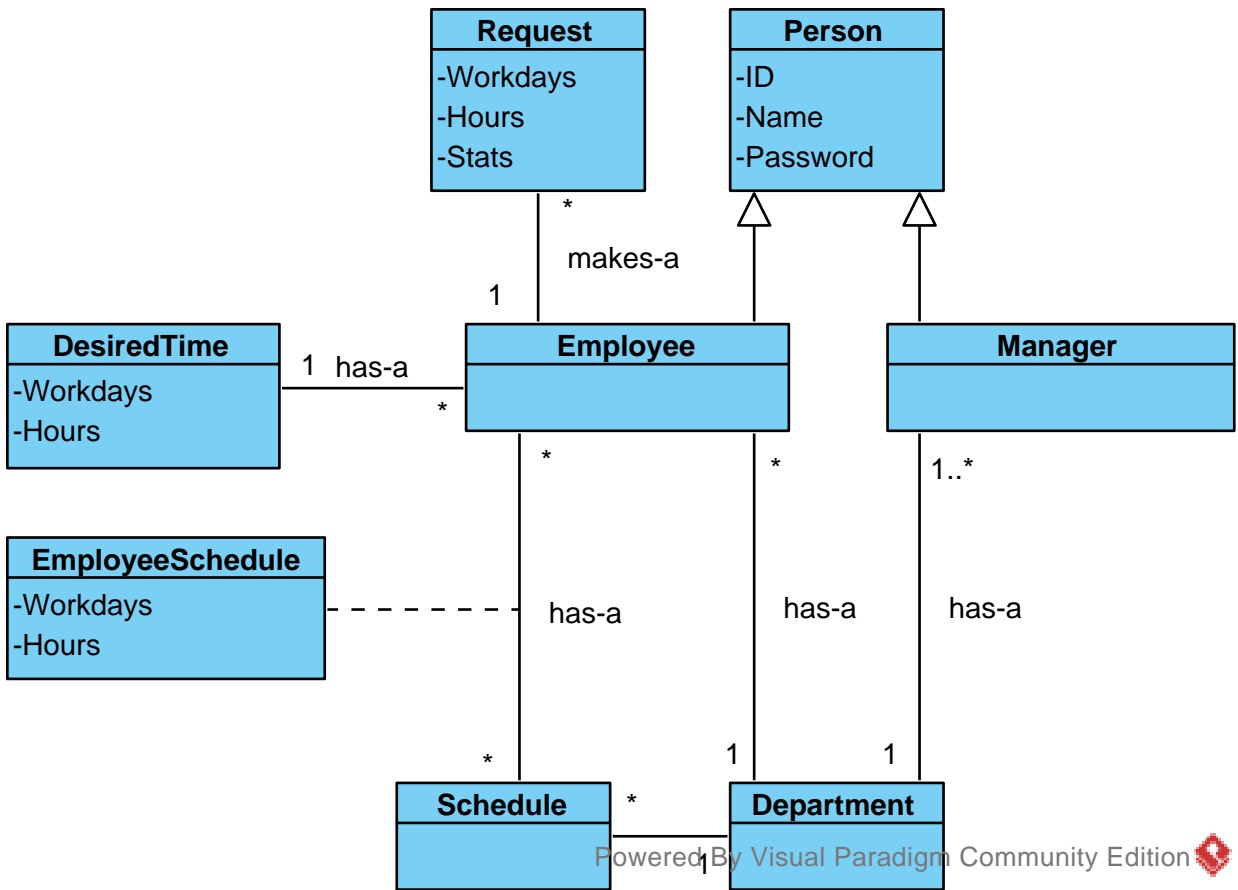 Request
-Workdays
-Hours
-Stats
Person
-ID
-Name
-Password
*
makes-a
1
DesiredTime
-Workdays
-Hours
1 has-a
*
Employee
Manager
*
*
1..*
EmployeeSchedule
-Workdays
-Hours
has-a
has-a
has-a
*
1
1
Schedule
*
1
Department
Powered By Visual Paradigm Community Edition